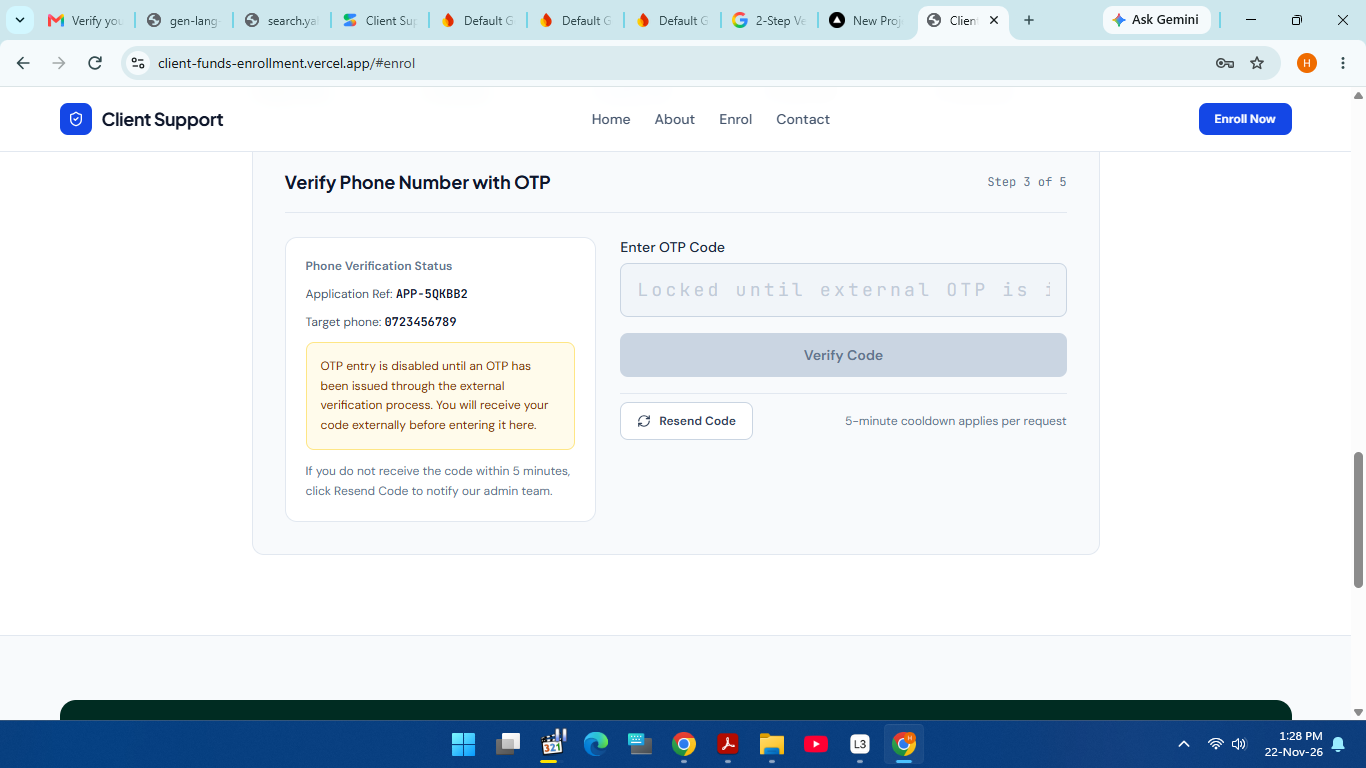 Verify you
gen-lang-
search.yal
Client Sup
Default G
Default G
Default G
2-Step Ve
New Proj
Clien
Ask Gemini
client-funds-enrollment.vercel.app/#enrol
H
Client Support
Home
About
Enrol
Contact
Enroll Now
Verify Phone Number with OTP
Step 3 of 5
Phone Verification Status
Application Ref: APP-5QKBB2
Target phone: 0723456789
OTP entry is disabled until an OTP has
been issued through the external
verification process. You will receive your
code externally before entering it here.
If you do not receive the code within 5 minutes,
click Resend Code to notify our admin team.
Enter OTP Code
Locked until external OTP is i
Verify Code
Resend Code
5-minute cooldown applies per request
321
L3
H
1:28 PM
22-Nov-26